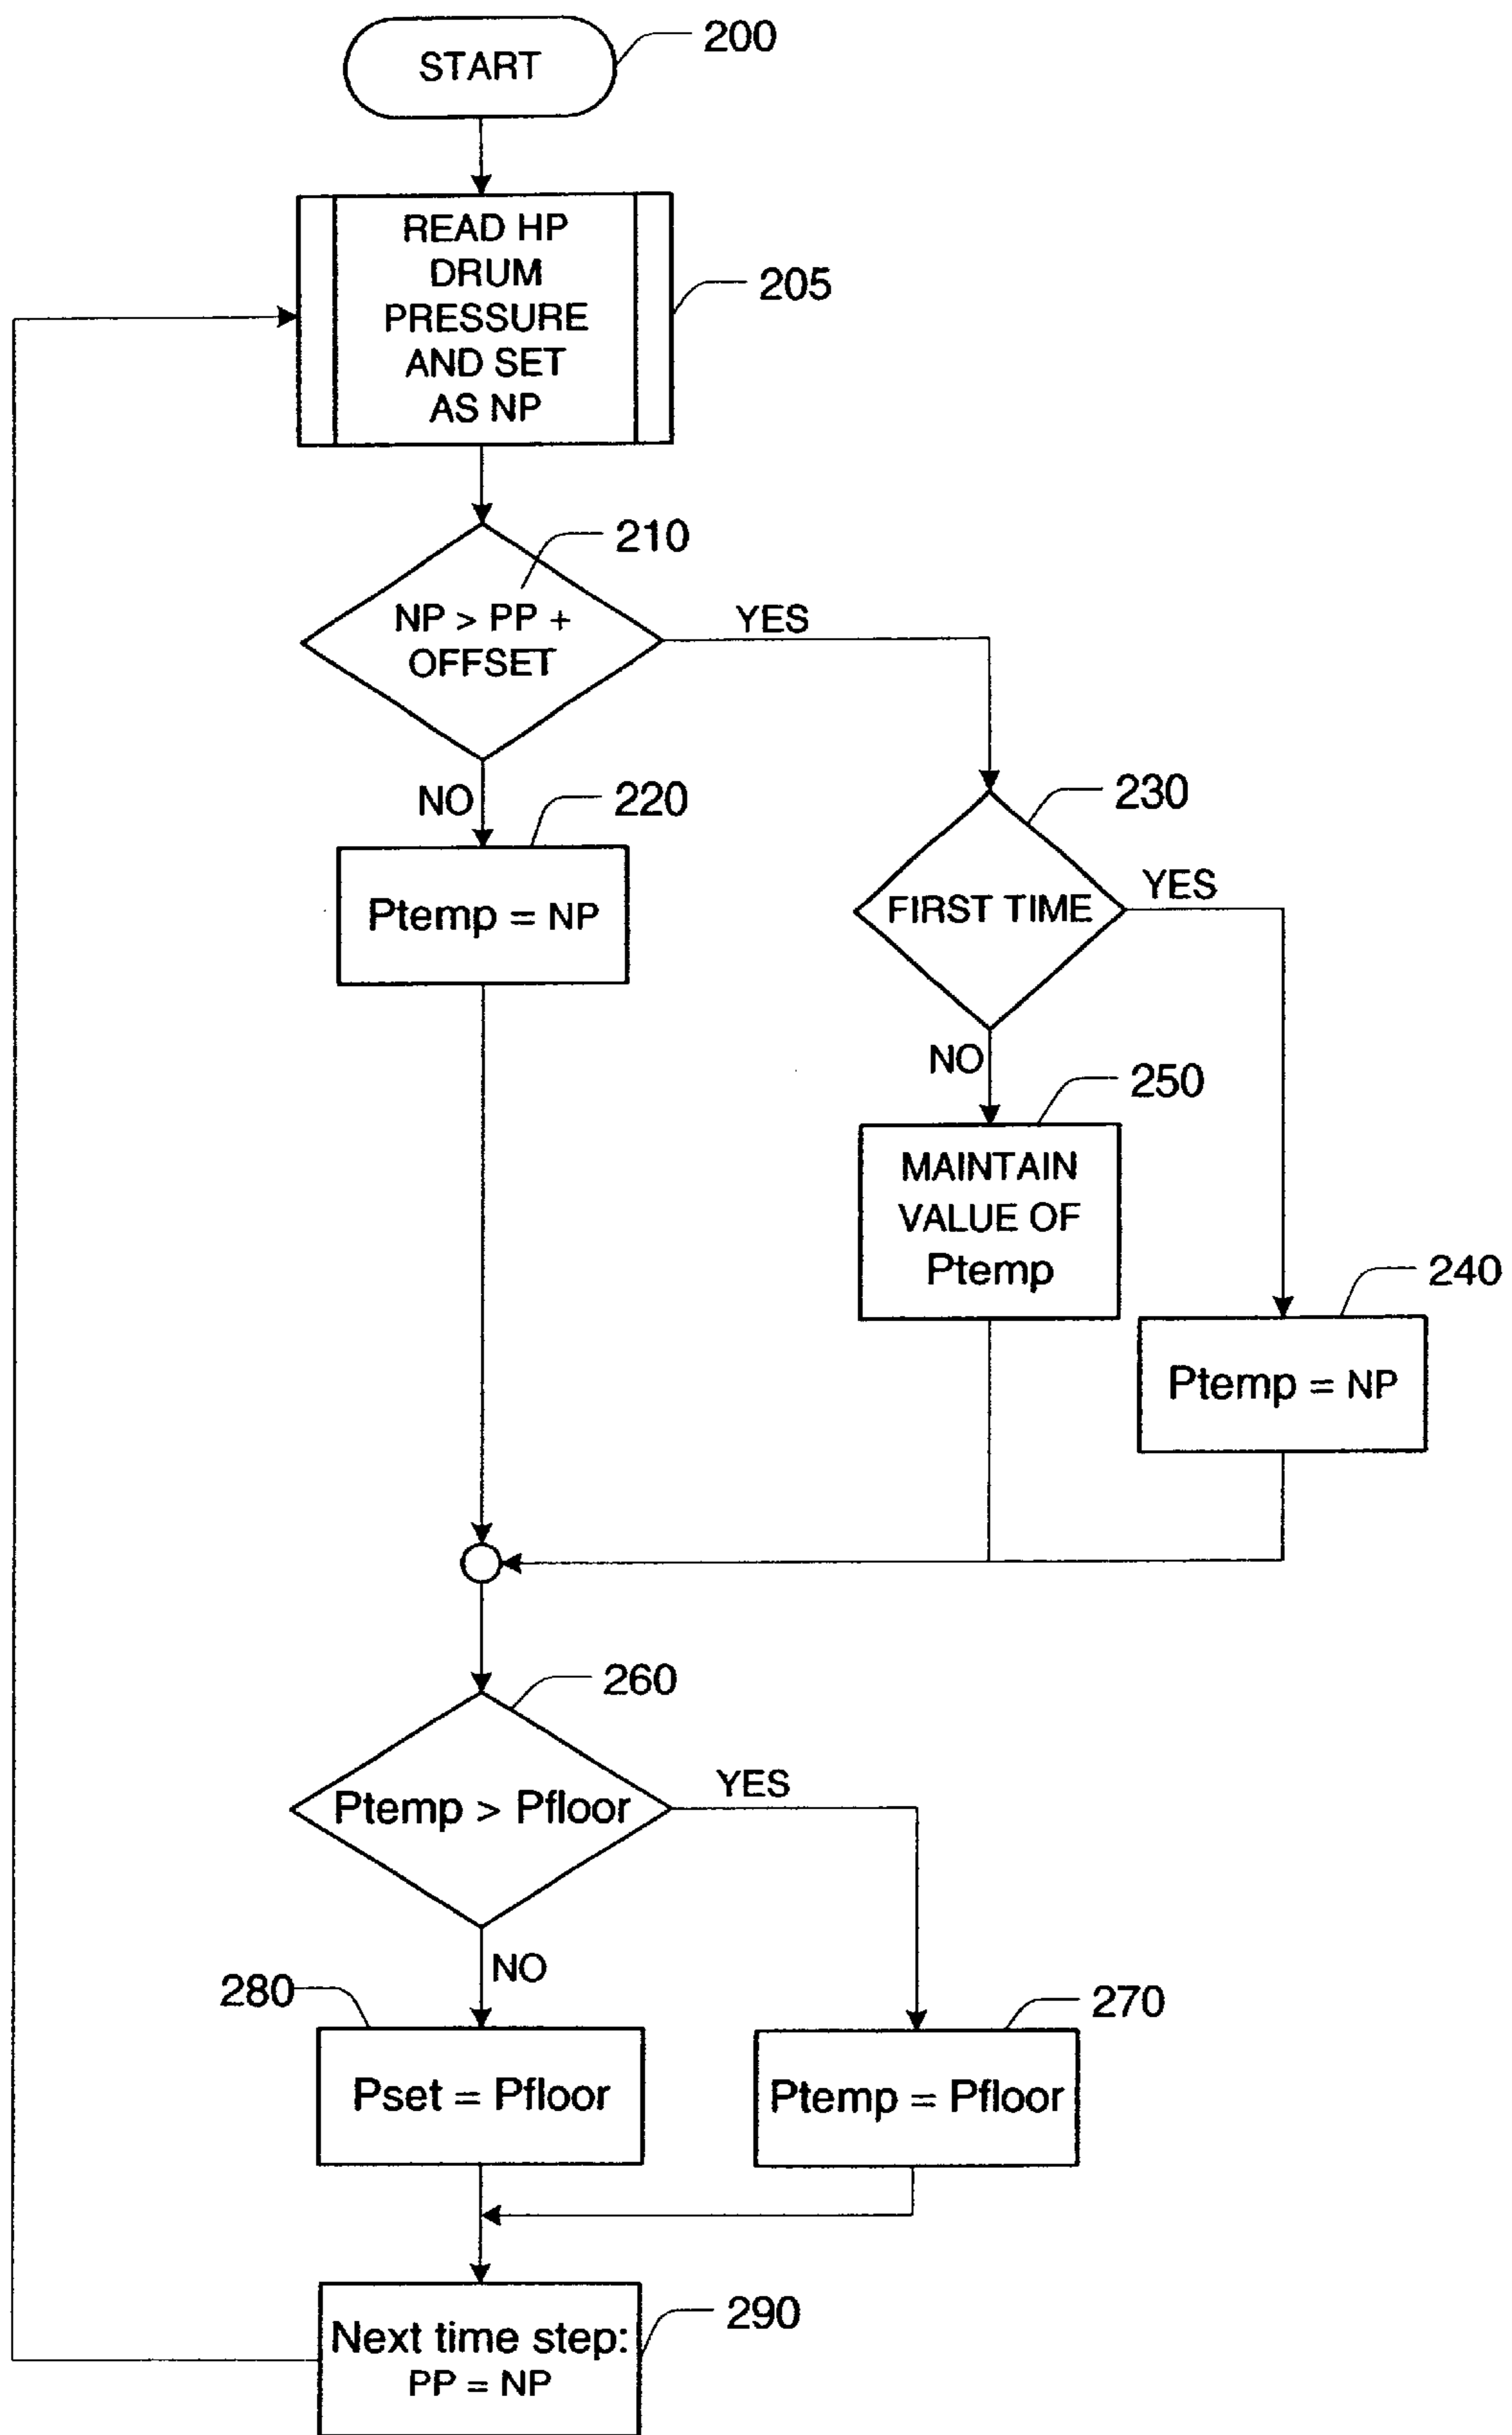 START
200
READ HP
DRUM
PRESSURE
AND SET
AS NP
205
210
NP > PP +
OFFSET
YES
NO
220
Ptemp = NP
230
FIRST TIME
YES
NO
250
MAINTAIN
VALUE OF
Ptemp
240
Ptemp = NP
260
Ptemp > Pfloor
YES
NO
280
Pset = Pfloor
270
Ptemp = Pfloor
Next time step:
PP = NP
290